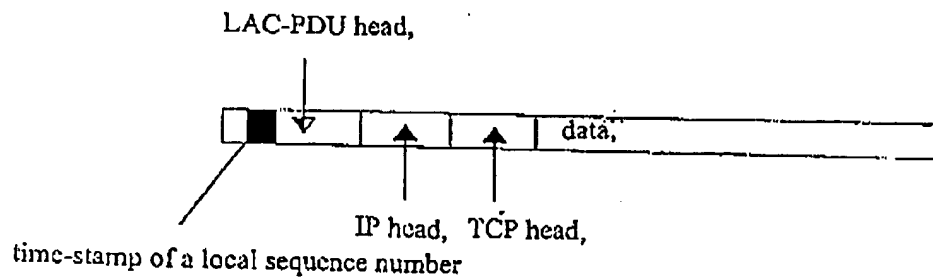 LAC-PDU head,
data,
IP head, TCP head,
time-stamp of a local sequence number